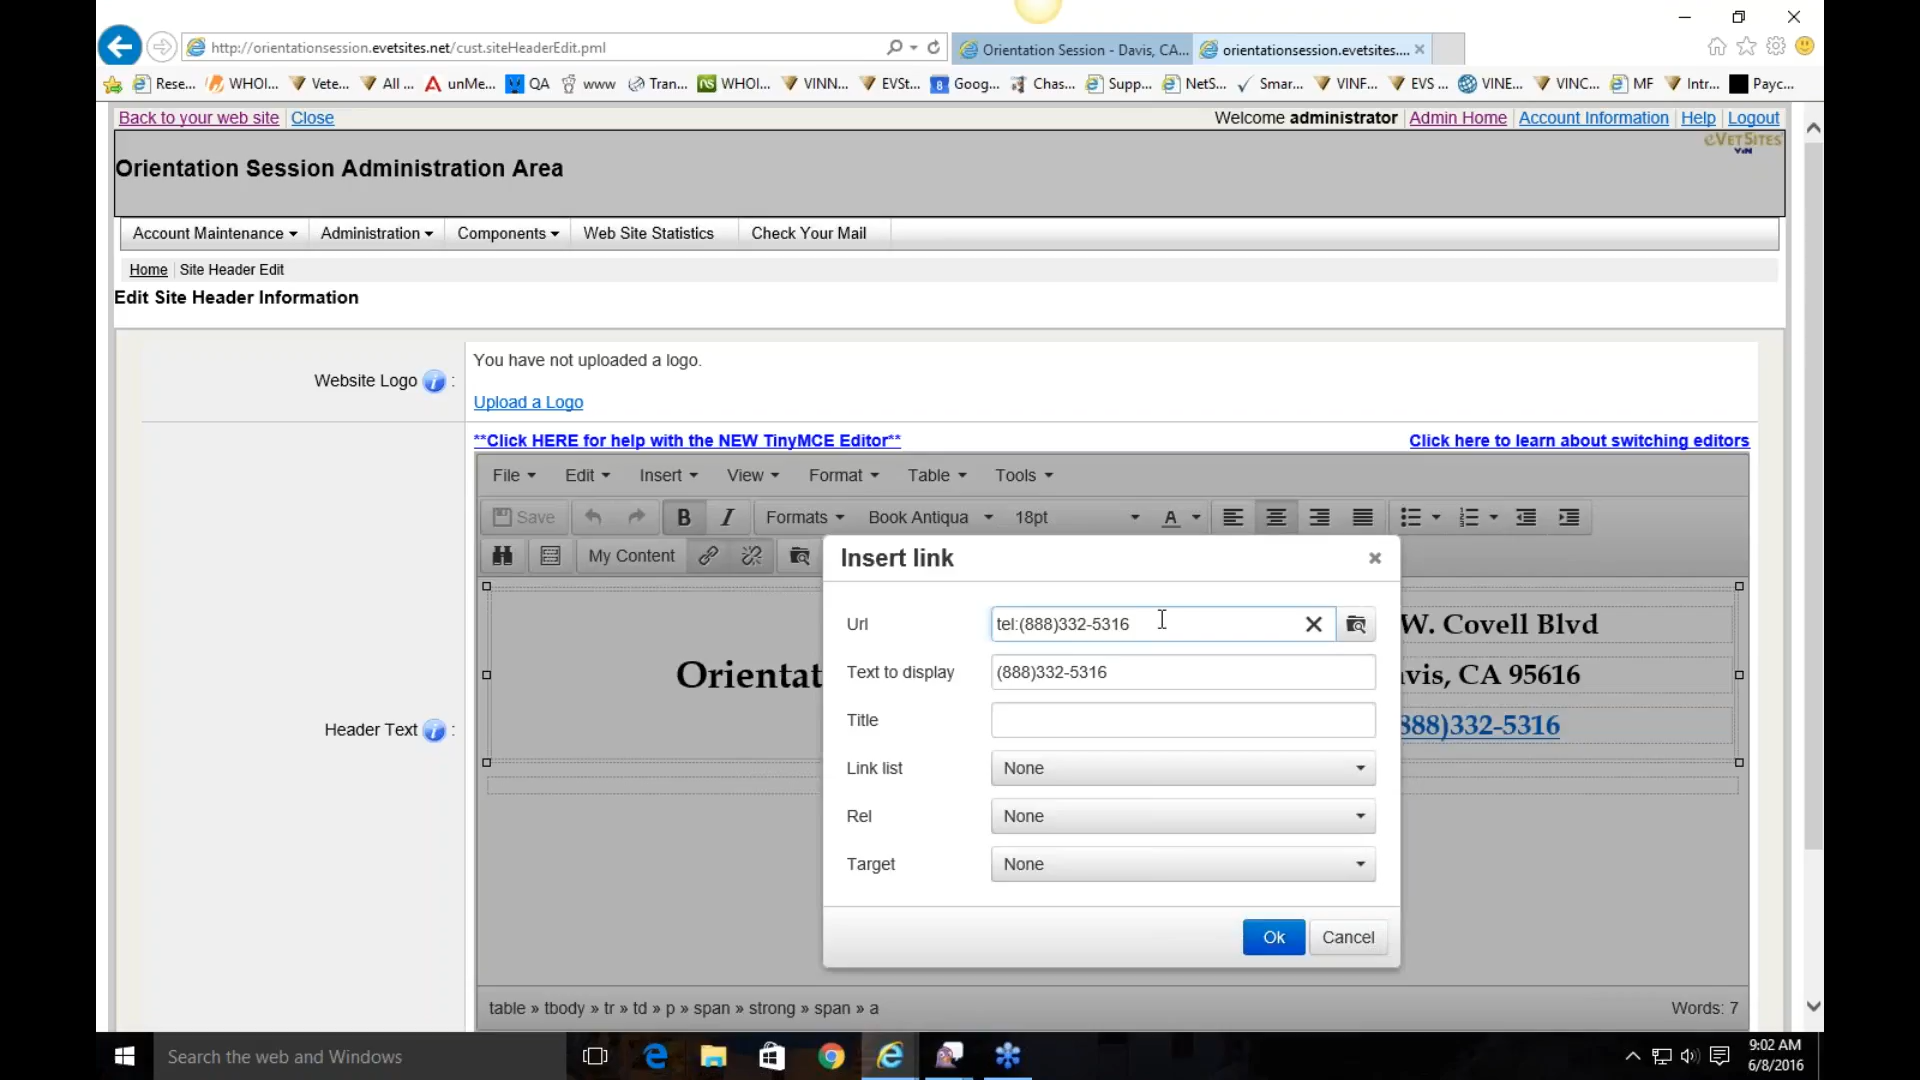 http://orientationsession.evetsites.net/cust.siteHeaderEdit.pml
Orientation Session - Davis, CA...
orientationsession.evetsites....
Rese...
WHOI...
Vete...
All ...
unMe...
QA
www
Tran...
WHOI...
VINN...
EVSt...
Goog...
Chas...
Supp...
NetS...
Smar...
VINF...
EVS ...
VINE...
VINC...
MF
Intr...
Payc...
Back to your web site
Close
Welcome administrator
Admin Home
Account Information
Help
Logout
eVetSites
VIN
Orientation Session Administration Area
Account Maintenance
Administration
Components
Web Site Statistics
Check Your Mail
Home
Site Header Edit
Edit Site Header Information
Website Logo :
You have not uploaded a logo.
Upload a Logo
**Click HERE for help with the NEW TinyMCE Editor**
Click here to learn about switching editors
File
Edit
Insert
View
Format
Table
Tools
Save
B
I
Formats
Book Antiqua
18pt
A
My Content
Insert link
Url
tel:(888)332-5316
Text to display
(888)332-5316
Title
Link list
None
Rel
None
Target
None
Ok
Cancel
Header Text :
Orientat
W. Covell Blvd
vis, CA 95616
888)332-5316
table » tbody » tr » td » p » span » strong » span » a
Words: 7
Search the web and Windows
9:02 AM
6/8/2016